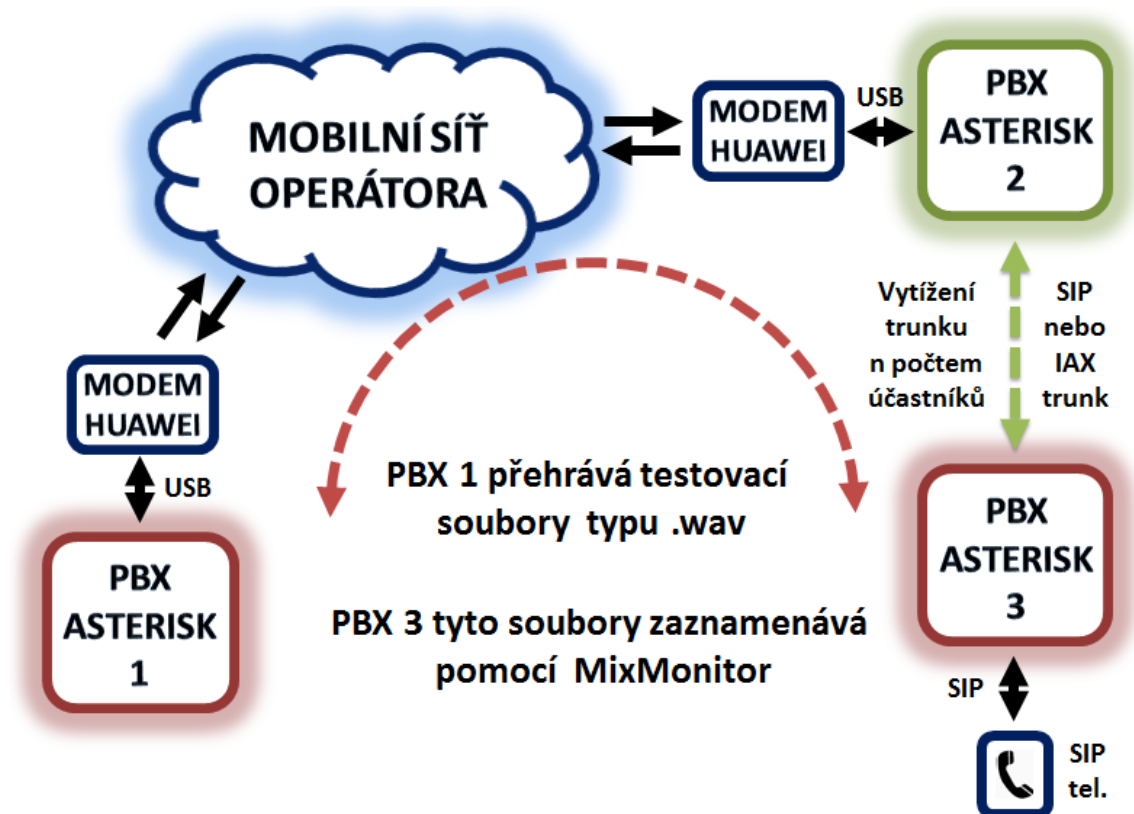 MOBILNÍ SÍŤ
OPERÁTORA
MODEM
HUAWEI
USB
PBX
ASTERISK
2
Vytížení
trunku
n počtem
účastníků
SIP
nebo
IAX
trunk
MODEM
HUAWEI
USB
PBX
ASTERISK
1
PBX 1 přehrává testovací
soubory typu .wav
PBX 3 tyto soubory zaznamenává
pomocí MixMonitor
PBX
ASTERISK
3
SIP
SIP
tel.